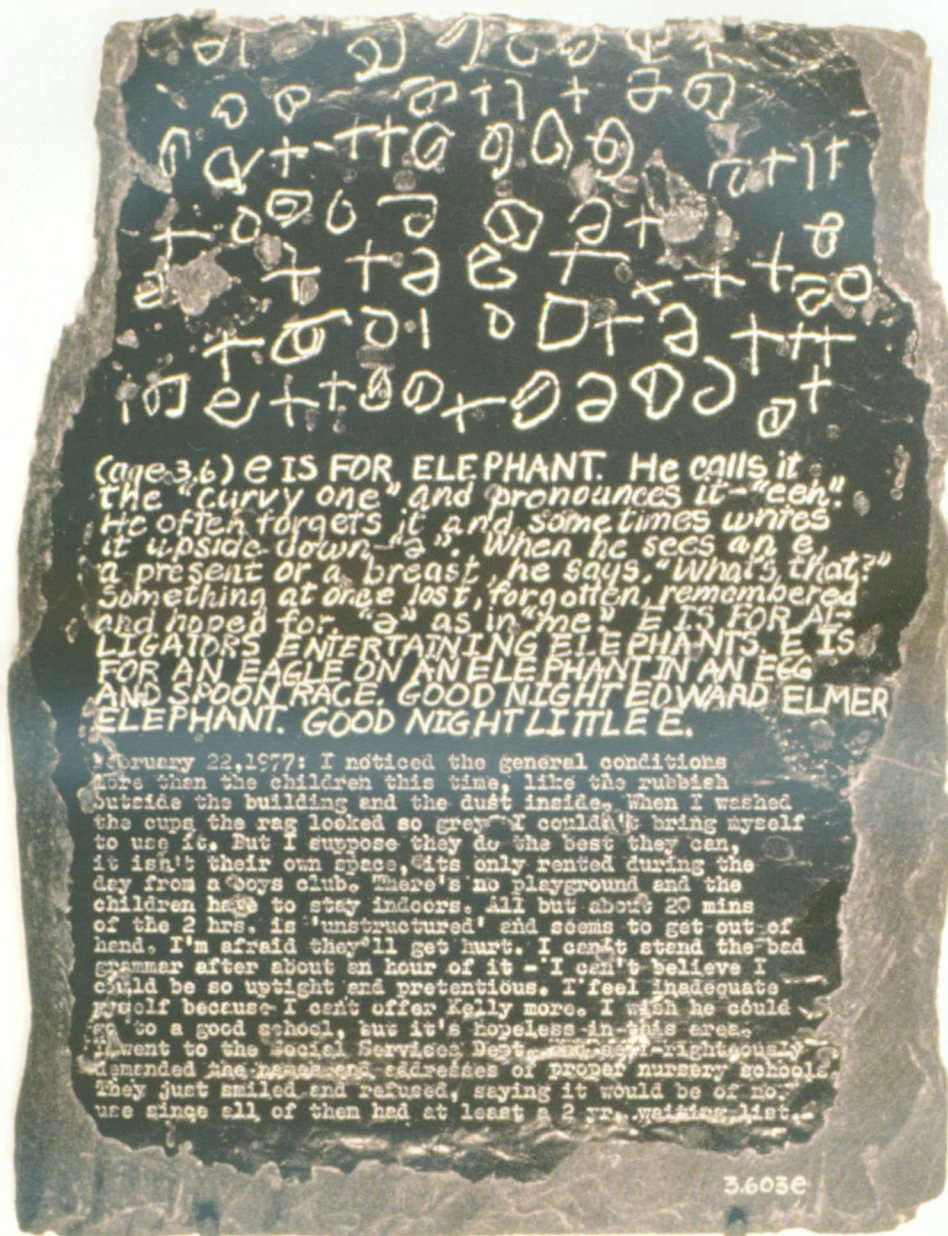 (age 3.6) e IS FOR ELEPHANT. He calls it
the "curvy one" and pronounces it-"eeh".
He often forgets it and sometimes writes
it upside-down-"ə". When he sees an e,
a present or a breast, he says, "What's that?"
Something at once lost, forgotten, remembered
and hoped for. "ə" as in "me". E IS FOR AL-
LIGATORS ENTERTAINING ELEPHANTS. E IS
FOR AN EAGLE ON AN ELEPHANT IN AN EGG
AND SPOON RACE. GOOD NIGHT EDWARD ELMER
ELEPHANT. GOOD NIGHT LITTLE E.
February 22,1977: I noticed the general conditions
more than the children this time, like the rubbish
outside the building and the dust inside. When I washed
the cups the rag looked so grey I couldn't bring myself
to use it. But I suppose they do the best they can,
it isn't their own space, its only rented during the
day from a boys club. There's no playground and the
children have to stay indoors. All but about 20 mins
of the 2 hrs. is 'unstructured' and seems to get out of
hand. I'm afraid they'll get hurt. I can't stand the bad
grammar after about an hour of it - I can't believe I
could be so uptight and pretentious. I feel inadequate
myself because I can't offer Kelly more. I wish he could
go to a good school, but it's hopeless in this area.
I went to the Social Services Dept. and self-righteously
demanded the names and addresses of proper nursery schools.
They just smiled and refused, saying it would be of no
use since all of then had at least a 2 yr. waiting list.
3.603e